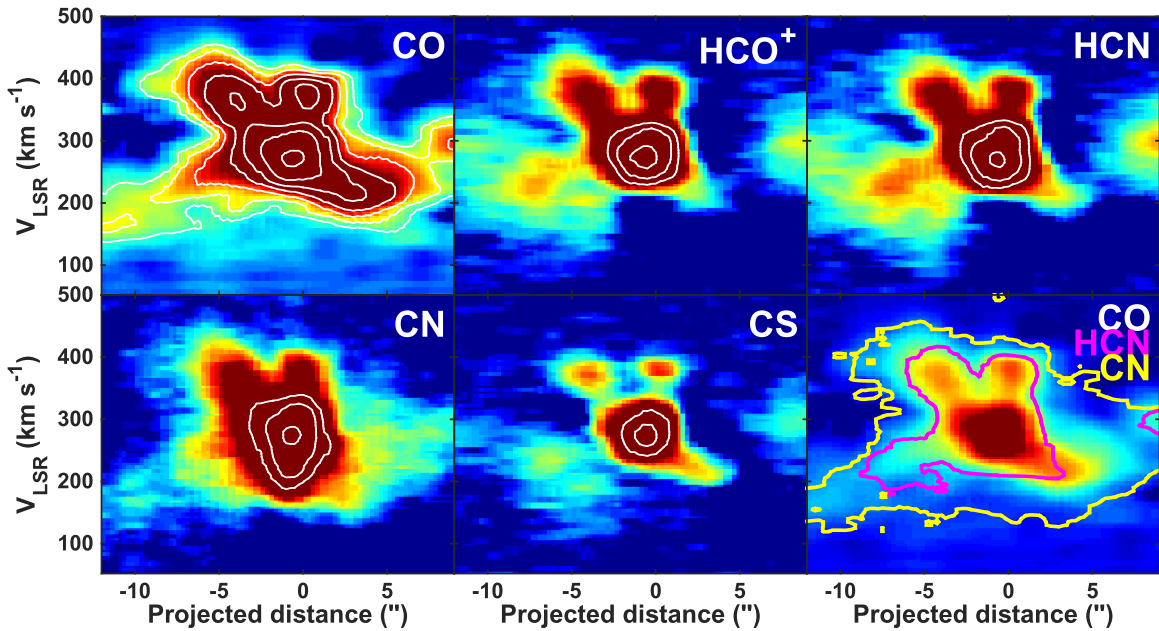 500
400
300
200
100
V_LSR (km s^-1)
CO
HCO^+
HCN
500
400
300
200
100
V_LSR (km s^-1)
CN
CS
CO
HCN
CN
-10 -5 0 5
-10 -5 0 5
-10 -5 0 5
Projected distance (")
Projected distance (")
Projected distance (")